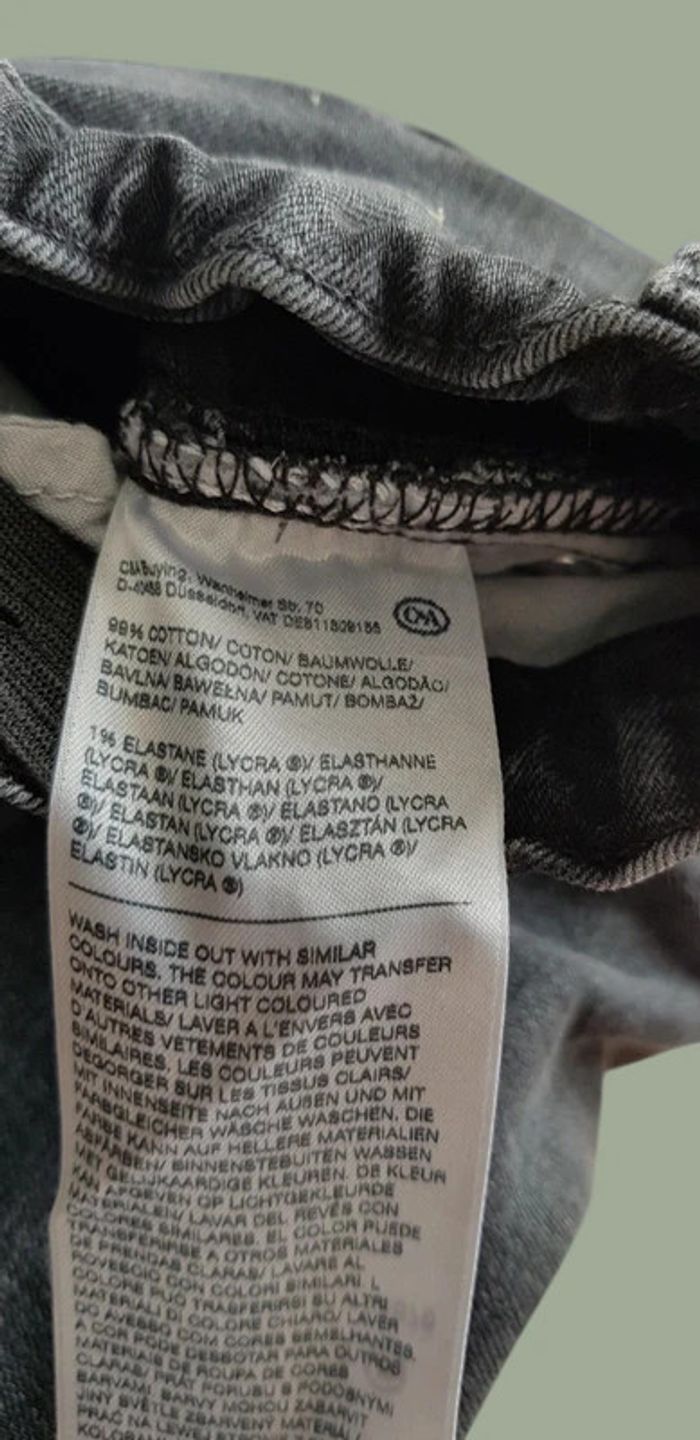 C&A Buying: Wanheimer Str. 70
D-40468 Düsseldorf, VAT DE811809155
C&A
99% COTTON/ COTON/ BAUMWOLLE/
KATOEN/ ALGODÓN/ COTONE/ ALGODÃO/
BAVLNA/ BAWEŁNA/ PAMUT/ BOMBAŽ/
BUMBAC/ PAMUK
1% ELASTANE (LYCRA ®)/ ELASTHANNE
(LYCRA ®)/ ELASTHAN (LYCRA ®)/
ELASTAAN (LYCRA ®)/ ELASTANO (LYCRA
®)/ ELASTAN (LYCRA ®)/ ELASZTÁN (LYCRA
®)/ ELASTANSKO VLAKNO (LYCRA ®)/
ELASTIN (LYCRA ®)
WASH INSIDE OUT WITH SIMILAR
COLOURS. THE COLOUR MAY TRANSFER
ONTO OTHER LIGHT COLOURED
MATERIALS/ LAVER A L'ENVERS AVEC
D'AUTRES VETEMENTS DE COULEURS
SIMILAIRES. LES COULEURS PEUVENT
DEGORGER SUR LES TISSUS CLAIRS/
MIT INNENSEITE NACH AUßEN UND MIT
FARBGLEICHER WÄSCHE WASCHEN. DIE
FARBE KANN AUF HELLERE MATERIALIEN
ABFÄRBEN/ BINNENSTEBUITEN WASSEN
MET GELIJKAARDIGE KLEUREN. DE KLEUR
KAN AFGEVEN OP LICHTGEKLEURDE
MATERIALEN/ LAVAR DEL REVÉS CON
COLORES SIMILARES. EL COLOR PUEDE
TRANSFERIRSE A OTROS MATERIALES
DE PRENDAS CLARAS/ LAVARE AL
ROVESCIO CON COLORI SIMILARI. IL
COLORE PUÒ TRASFERIRSI SU ALTRI
MATERIALI DI COLORE CHIARO/ LAVAR
DO AVESSO COM CORES SEMELHANTES.
A COR PODE DESBOTAR PARA OUTROS
MATERIAIS DE ROUPA DE CORES
CLARAS/ PRÁT PO RUBU S PODOBNÝMI
BARVAMI. BARVY MOHOU ZABARVIT
JINÝ SVĚTLE ZBARVENÝ MATERIÁL/
PRAĆ NA LEWEJ STRONIE